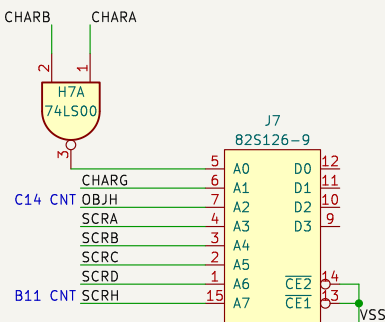 CHARB CHARA
2 1
H7A
74LS00
3
J7
82S126-9
5 A0 D0 12
CHARG 6 A1 D1 11
C14 CNT OBJH 7 A2 D2 10
SCRA 4 A3 D3 9
SCRB 3 A4
SCRC 2 A5
SCRD 1 A6 CE2 14
B11 CNT SCRH 15 A7 CE1 13
VSS